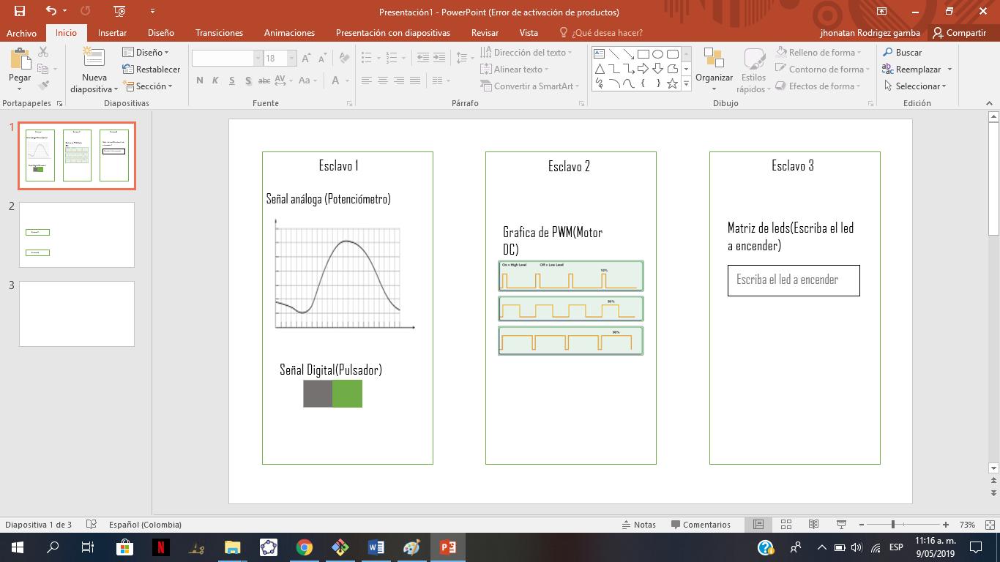 Presentación1 - PowerPoint (Error de activación de productos)
Archivo
Inicio
Insertar
Diseño
Transiciones
Animaciones
Presentación con diapositivas
Revisar
Vista
¿Qué desea hacer?
jhonatan Rodrigez gamba
Compartir
Pegar
Portapapeles
Nueva
diapositiva
Diseño
Restablecer
Sección
Diapositivas
18
N K S S abc AV Aa A
Fuente
Dirección del texto
Alinear texto
Convertir a SmartArt
Párrafo
Organizar
Estilos
rápidos
Relleno de forma
Contorno de forma
Efectos de forma
Dibujo
Buscar
Reemplazar
Seleccionar
Edición
1
2
3
Esclavo 1
Señal análoga (Potenciómetro)
Señal Digital(Pulsador)
Esclavo 2
Grafica de PWM(Motor
DC)
On = High Level Off = Low Level
10%
50%
90%
Esclavo 3
Matriz de leds(Escriba el led
a encender)
Escriba el led a encender
Diapositiva 1 de 3
Español (Colombia)
Notas
Comentarios
73%
ESP
11:16 a. m.
9/05/2019